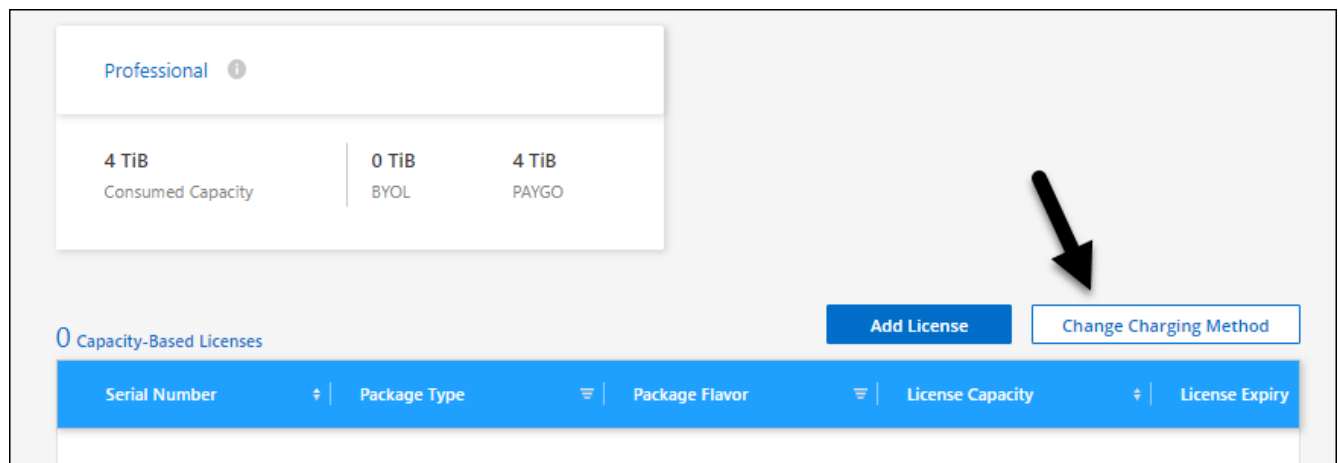 Professional
4 TiB 0 TiB 4 TiB
Consumed Capacity BYOL PAYGO
Add License Change Charging Method
0 Capacity-Based Licenses
Serial Number Package Type Package Flavor License Capacity License Expiry